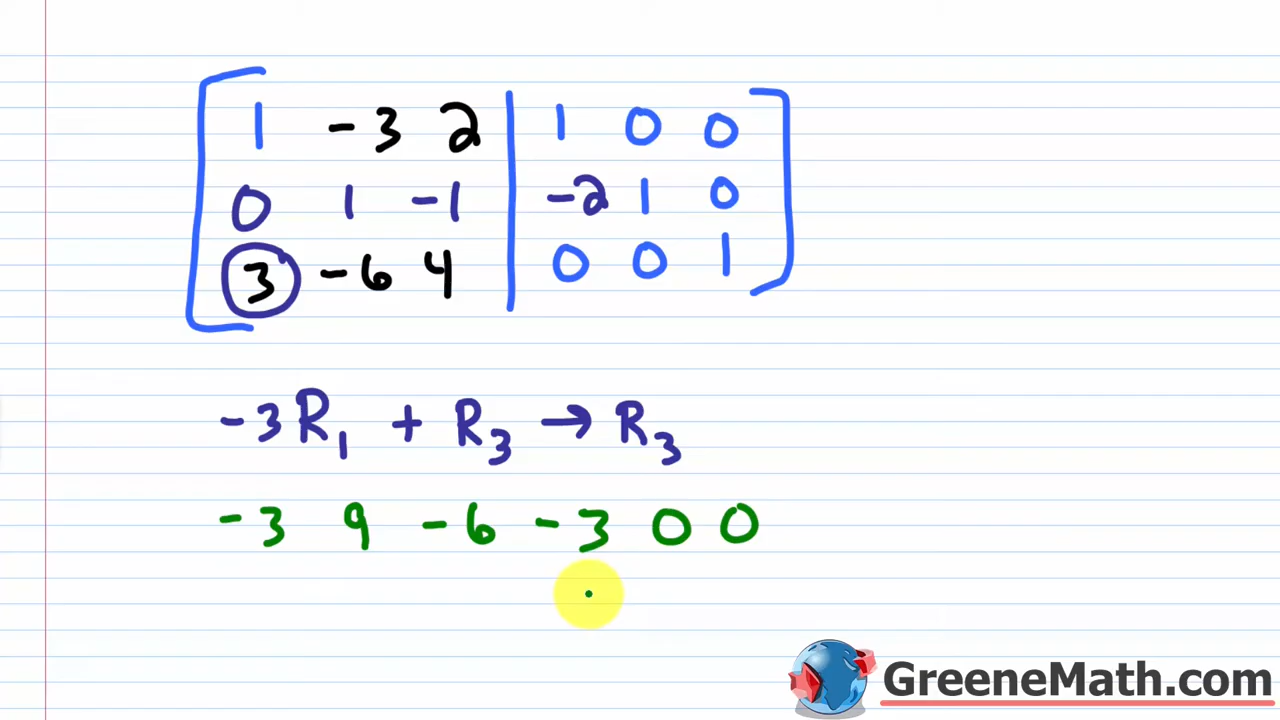 1 -3 2 | 1 0 0
0 1 -1 | -2 1 0
3 -6 4 | 0 0 1
-3R₁ + R₃ → R₃
-3 9 -6 -3 0 0
GreeneMath.com